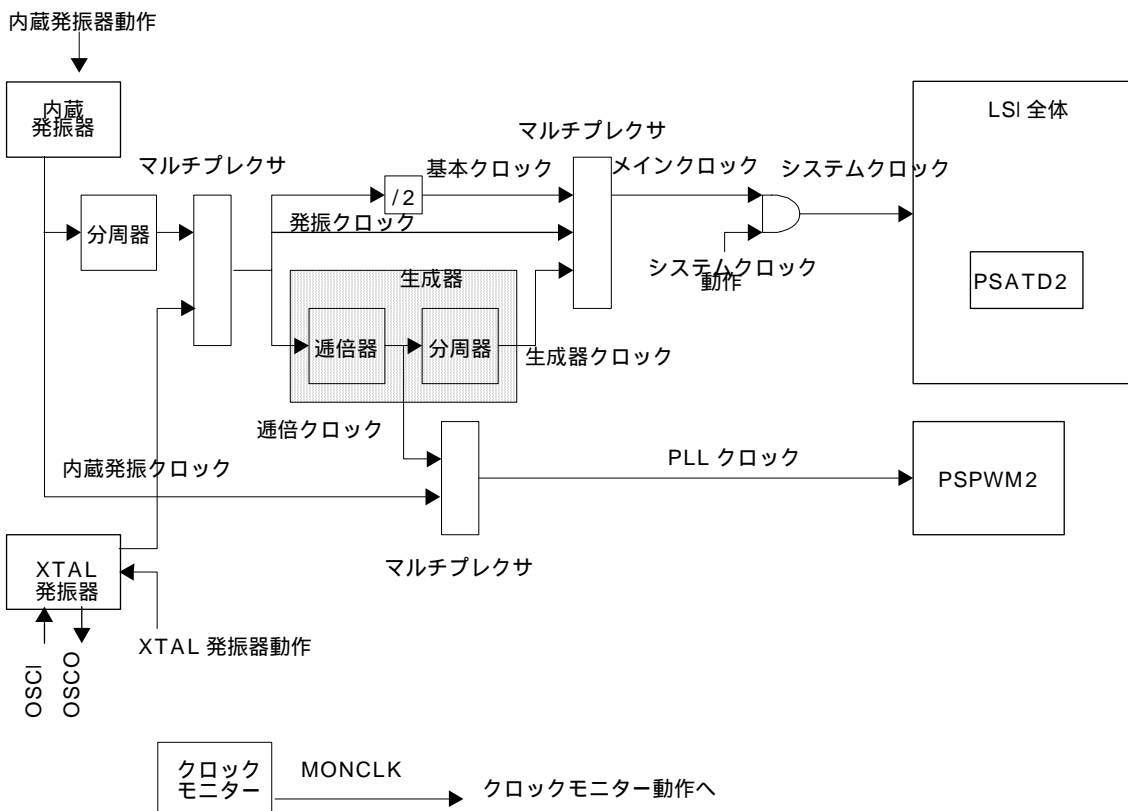 内蔵発振器動作
内蔵
発振器
LSI 全体
マルチプレクサ
マルチプレクサ
基本クロック
メインクロック
システムクロック
/2
分周器
発振クロック
システムクロック
動作
生成器
PSATD2
逓倍器
分周器
生成器クロック
逓倍クロック
内蔵発振クロック
PLL クロック
PSPWM2
XTAL
発振器
マルチプレクサ
XTAL 発振器動作
OSCI
OSCO
クロック
モニター
MONCLK
クロックモニター動作へ